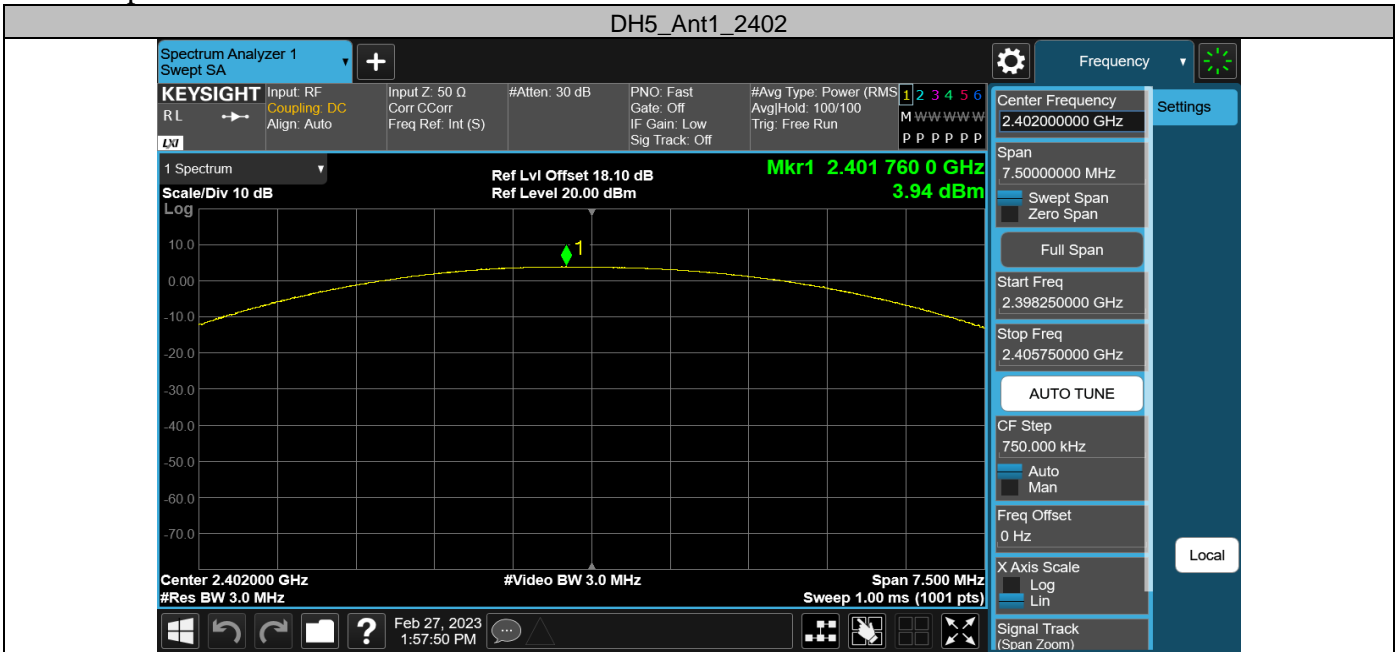 DH5_Ant1_2402
Spectrum Analyzer 1
Swept SA
Frequency
KEYSIGHT
RL
LXI
Input: RF
Coupling: DC
Align: Auto
Input Z: 50 Ω
Corr CCorr
Freq Ref: Int (S)
#Atten: 30 dB
PNO: Fast
Gate: Off
IF Gain: Low
Sig Track: Off
#Avg Type: Power (RMS
Avg|Hold: 100/100
Trig: Free Run
1 2 3 4 5 6
M W W W W W
P P P P P P
1 Spectrum
Scale/Div 10 dB
Log
Ref Lvl Offset 18.10 dB
Ref Level 20.00 dBm
Mkr1 2.401 760 0 GHz
3.94 dBm
1
10.0
0.00
-10.0
-20.0
-30.0
-40.0
-50.0
-60.0
-70.0
Center 2.402000 GHz
#Video BW 3.0 MHz
Span 7.500 MHz
#Res BW 3.0 MHz
Sweep 1.00 ms (1001 pts)
?
Feb 27, 2023
1:57:50 PM
Center Frequency
2.402000000 GHz
Settings
Span
7.50000000 MHz
Swept Span
Zero Span
Full Span
Start Freq
2.398250000 GHz
Stop Freq
2.405750000 GHz
AUTO TUNE
CF Step
750.000 kHz
Auto
Man
Freq Offset
0 Hz
Local
X Axis Scale
Log
Lin
Signal Track
(Span Zoom)